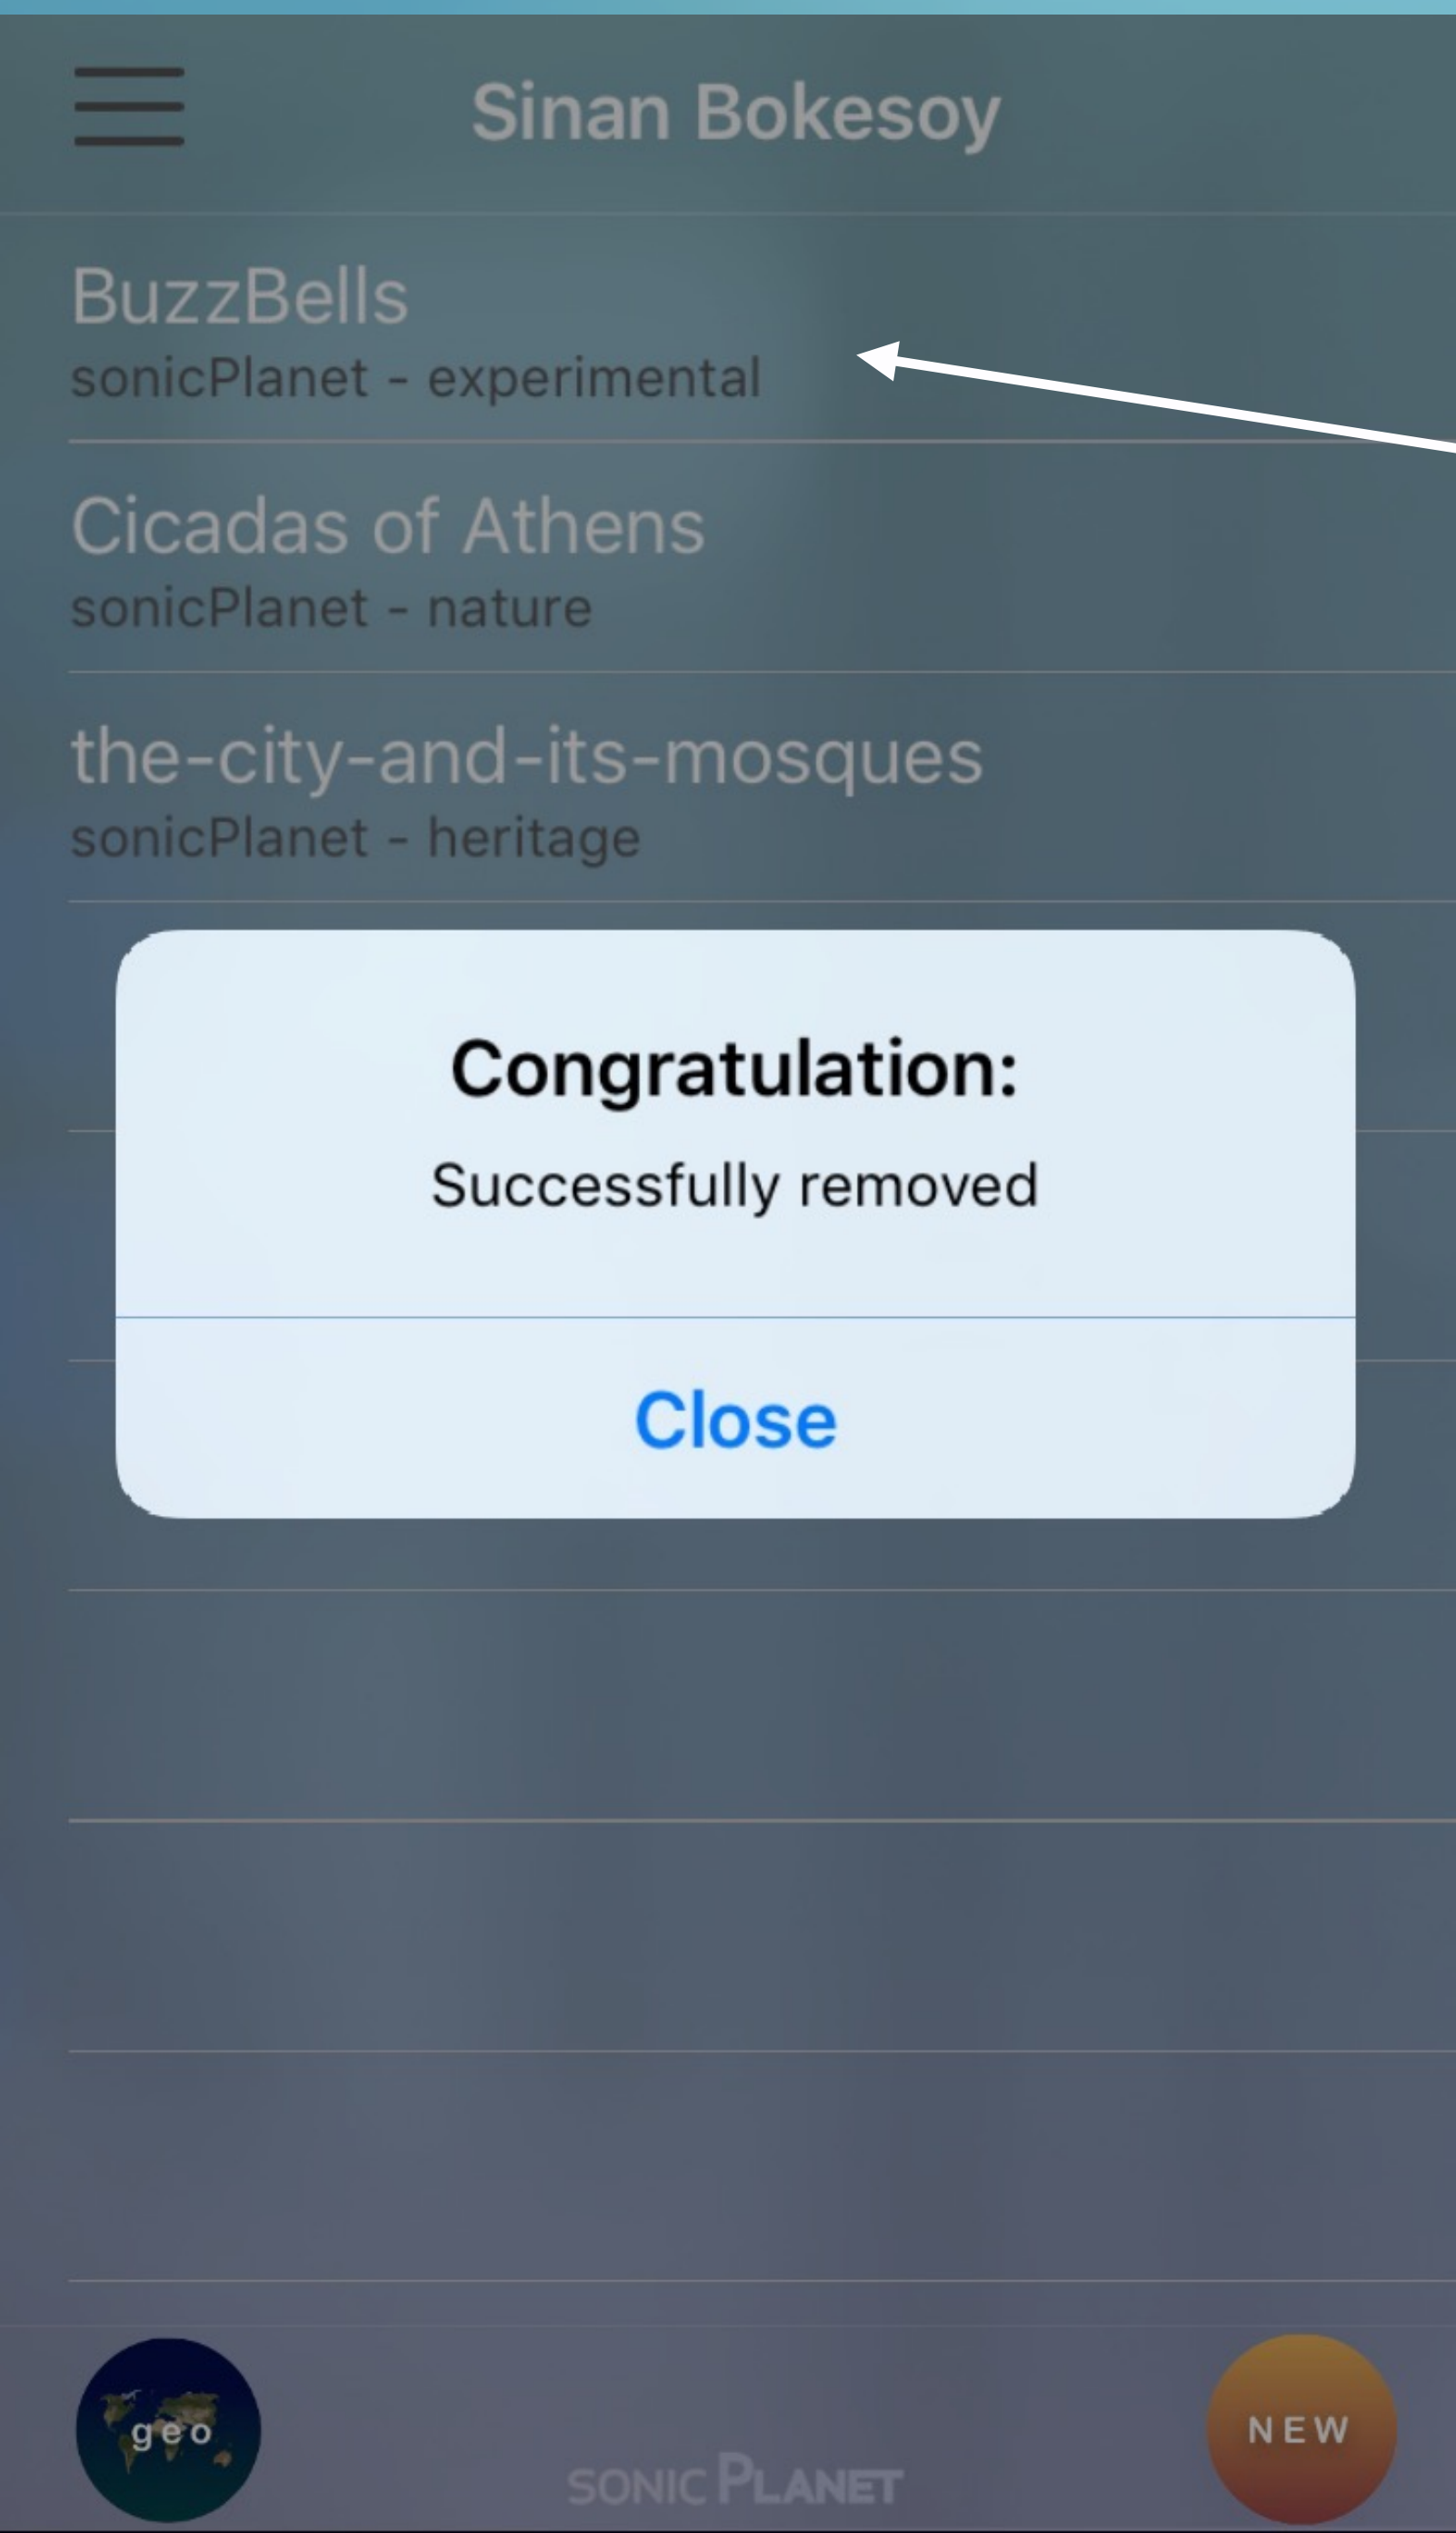 Sinan Bokesoy
BuzzBells
sonicPlanet - experimental
Cicadas of Athens
sonicPlanet - nature
the-city-and-its-mosques
sonicPlanet - heritage
Congratulation:
Successfully removed
Close
geo
NEW
SONIC PLANET